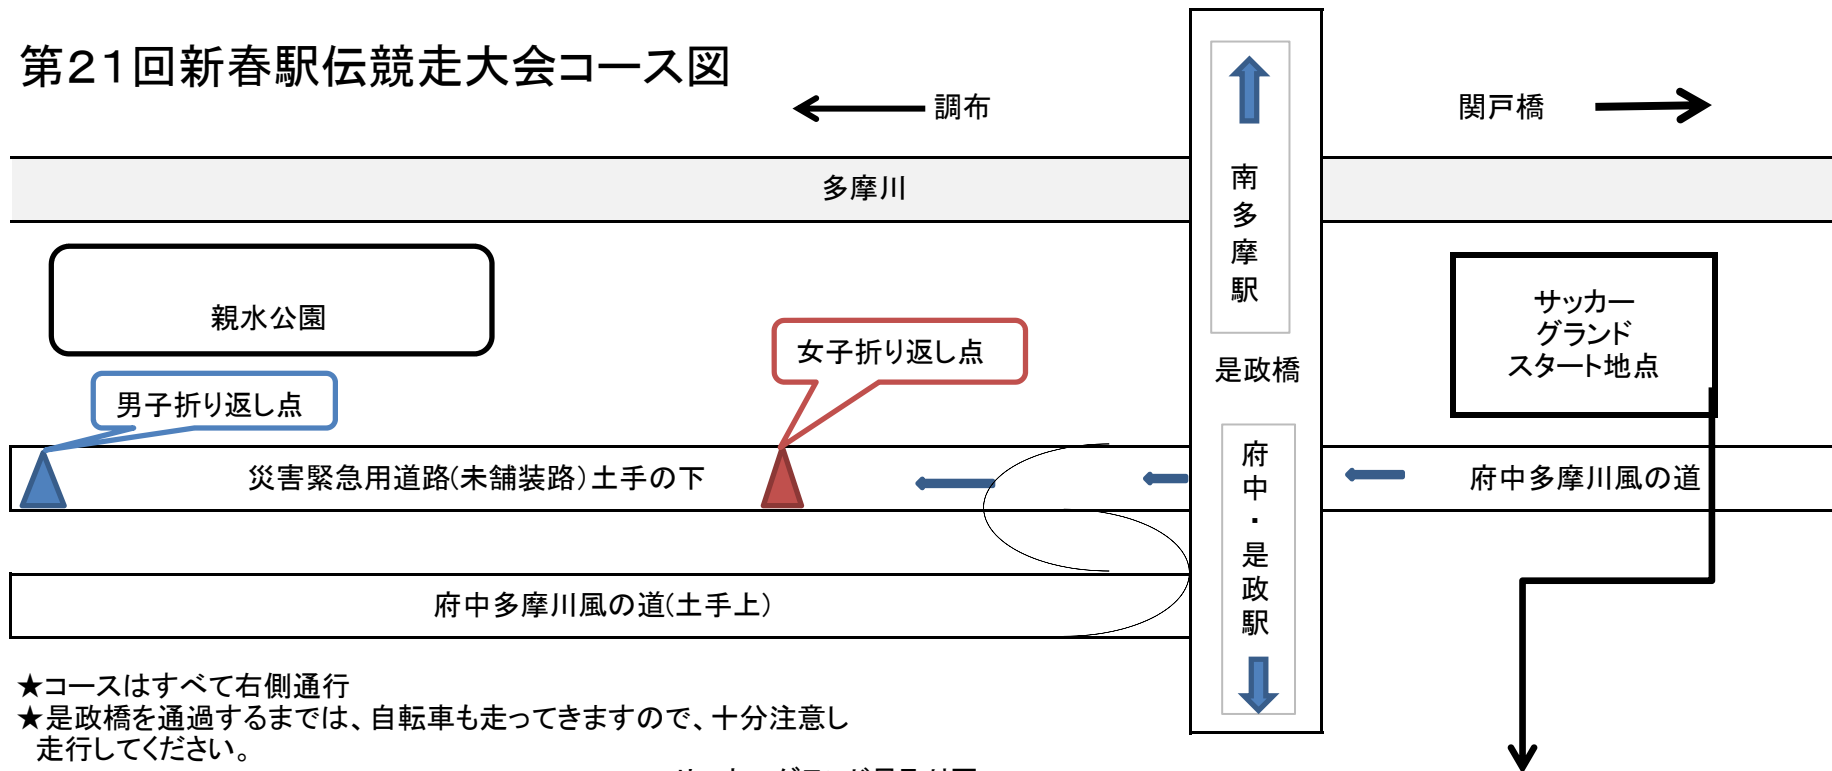 第21回新春駅伝競走大会コース図
調布
関戸橋
多摩川
南多摩駅
親水公園
サッカー
グランド
スタート地点
女子折り返し点
是政橋
男子折り返し点
災害緊急用道路(未舗装路)土手の下
府中・是政駅
府中多摩川風の道
府中多摩川風の道(土手上)
★コースはすべて右側通行
★是政橋を通過するまでは、自転車も走ってきますので、十分注意し
走行してください。